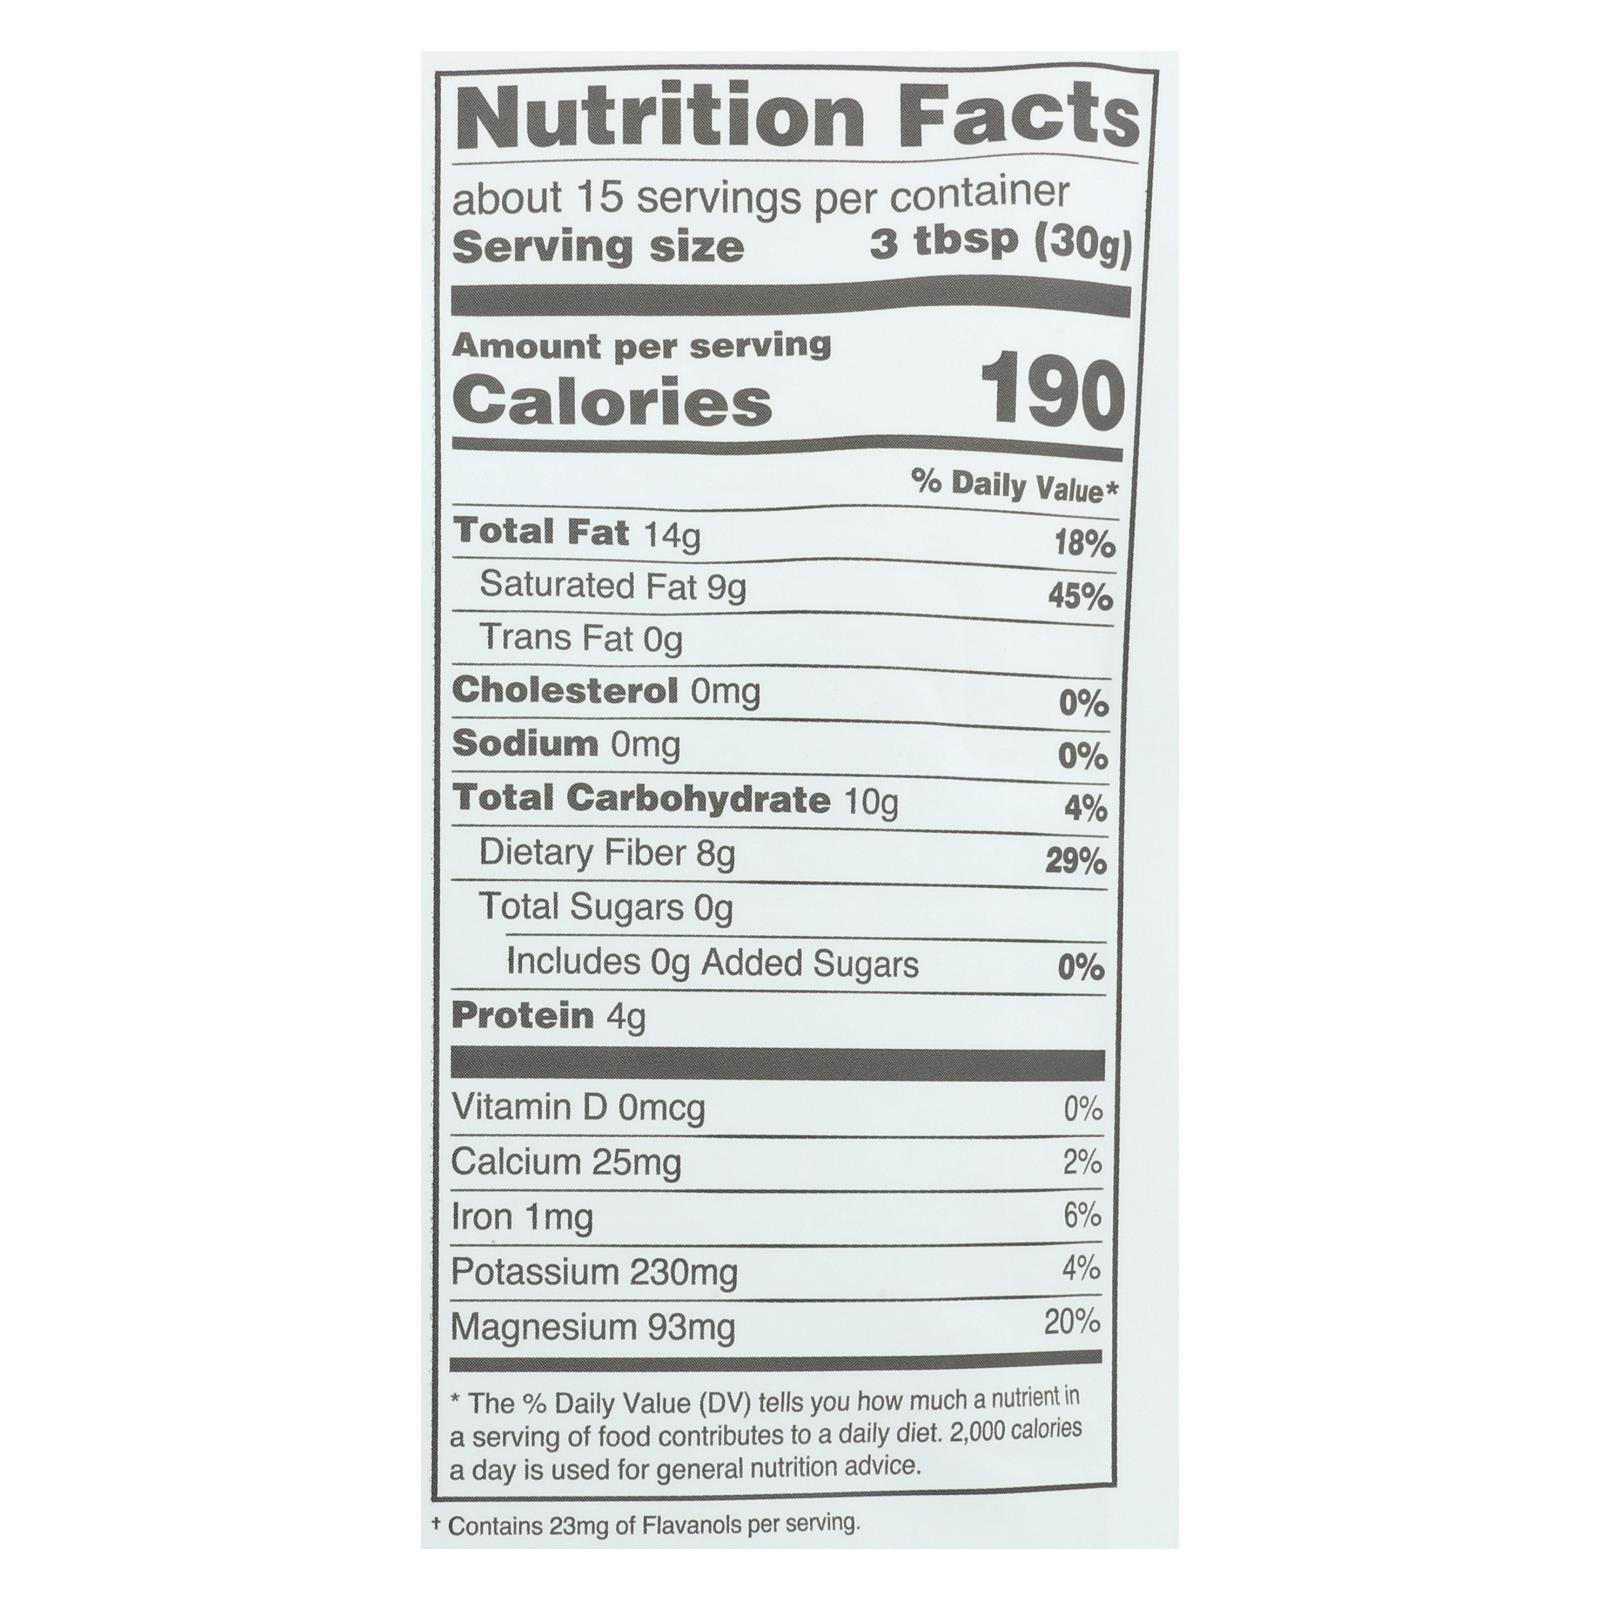 Nutrition Facts
about 15 servings per container
Serving size 3 tbsp (30g)
Amount per serving
Calories 190
% Daily Value*
Total Fat 14g 18%
Saturated Fat 9g 45%
Trans Fat 0g
Cholesterol 0mg 0%
Sodium 0mg 0%
Total Carbohydrate 10g 4%
Dietary Fiber 8g 29%
Total Sugars 0g
Includes 0g Added Sugars 0%
Protein 4g
Vitamin D 0mcg 0%
Calcium 25mg 2%
Iron 1mg 6%
Potassium 230mg 4%
Magnesium 93mg 20%
* The % Daily Value (DV) tells you how much a nutrient in
a serving of food contributes to a daily diet. 2,000 calories
a day is used for general nutrition advice.
† Contains 23mg of Flavanols per serving.